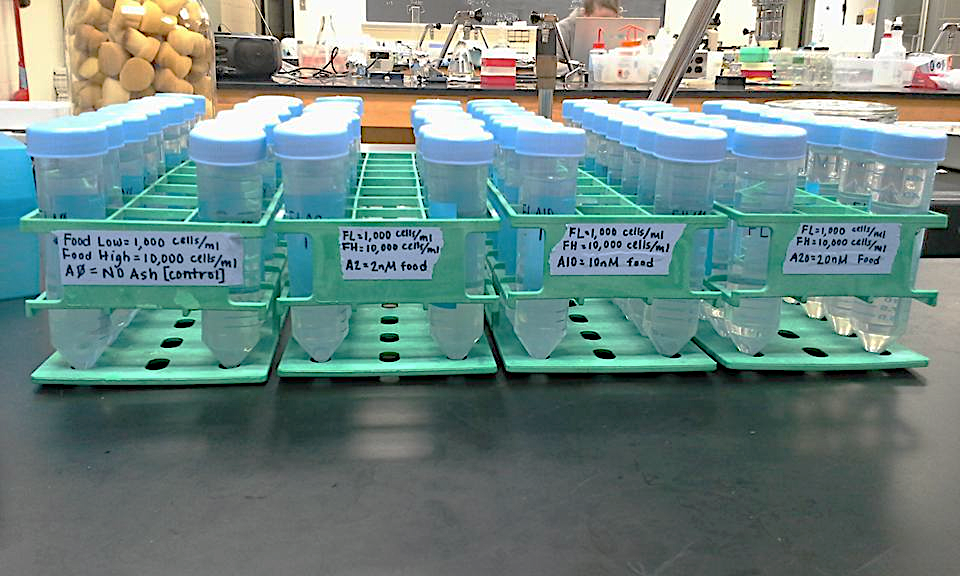 Food Low = 1,000 cells/ml
Food High = 10,000 cells/ml
AØ = NO Ash [control]
FL=1,000 cells/ml
FH=10,000 cells/ml
A2 = 2nM food
FL=1,000 cells/ml
FH=10,000 cells/ml
A10 = 10nM food
FL=1,000 cells/ml
FH=10,000 cells/ml
A20=20nM Food